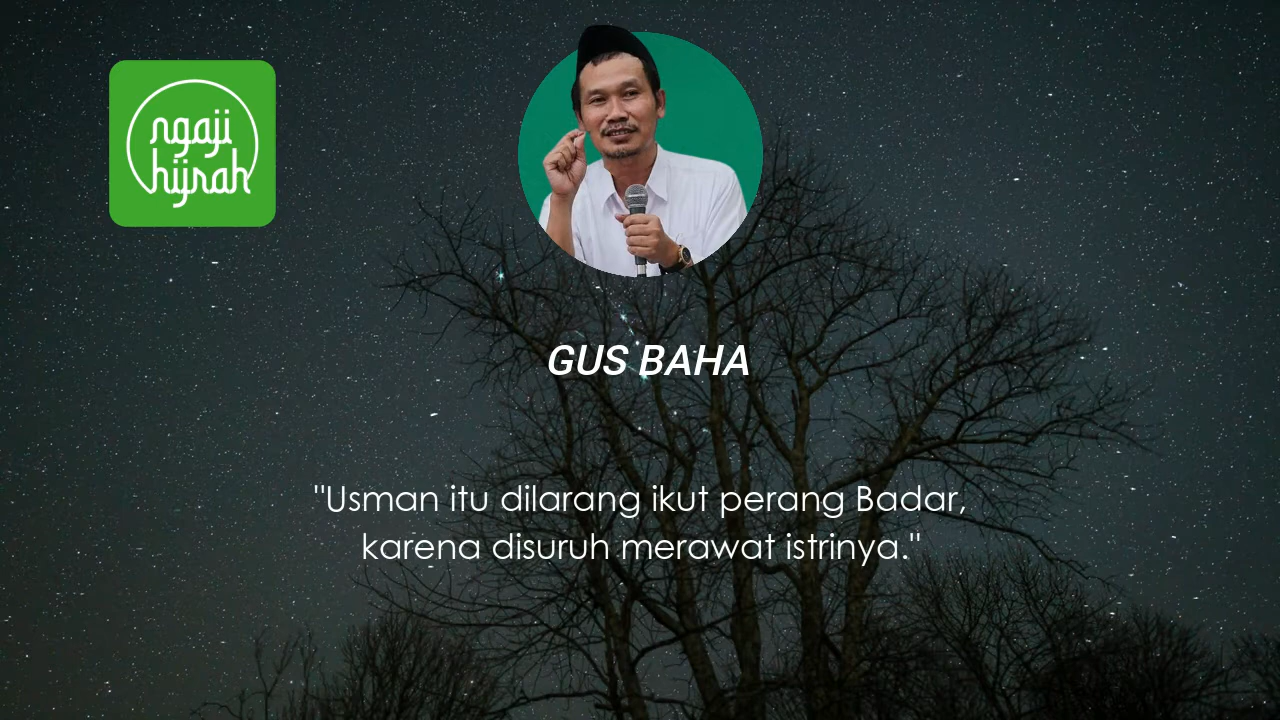 ngaji
hijrah
GUS BAHA
"Usman itu dilarang ikut perang Badar,
karena disuruh merawat istrinya."